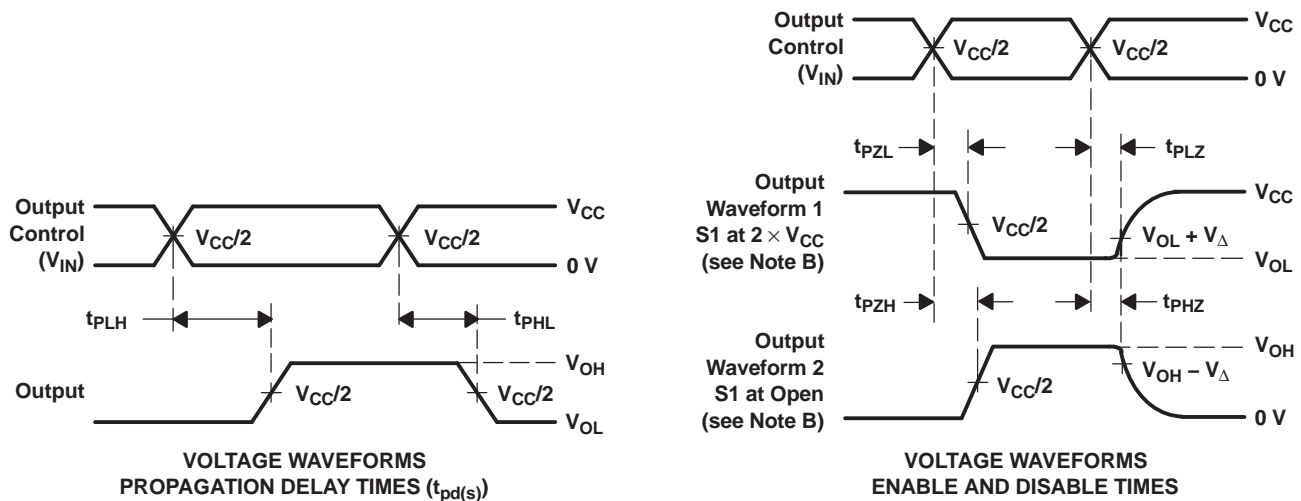 Output
Control
(VIN)
VCC
VCC/2
VCC/2
0 V
tPLH
tPHL
Output
VOH
VCC/2
VCC/2
VOL
VOLTAGE WAVEFORMS
PROPAGATION DELAY TIMES (tpd(s))
Output
Control
(VIN)
VCC
VCC/2
VCC/2
0 V
tPZL
tPLZ
Output
Waveform 1
S1 at 2 × VCC
(see Note B)
VCC
VCC/2
VOL + VΔ
VOL
tPZH
tPHZ
Output
Waveform 2
S1 at Open
(see Note B)
VOH
VCC/2
VOH − VΔ
0 V
VOLTAGE WAVEFORMS
ENABLE AND DISABLE TIMES